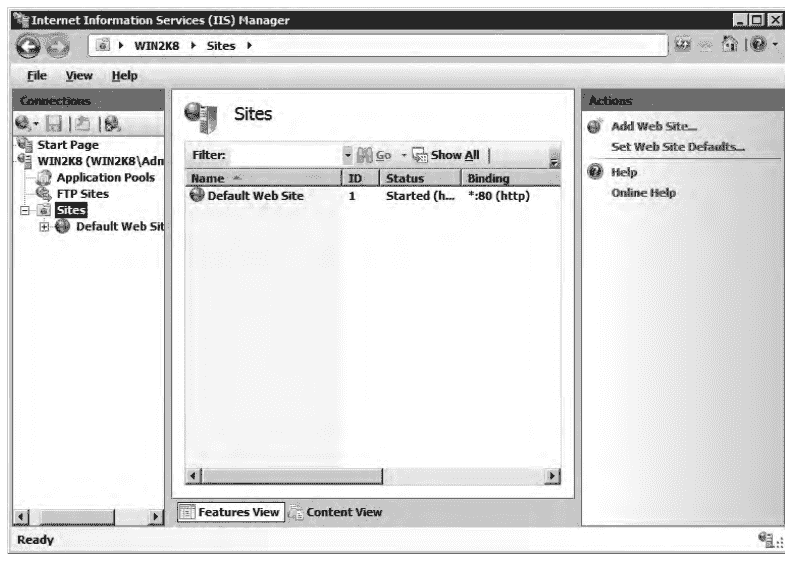 Internet Information Services (IIS) Manager
WIN2K8 Sites
File View Help
Connections
Start Page
WIN2K8 (WIN2K8\Adn
Application Pools
FTP Sites
Sites
Default Web Sit
Sites
Filter: Go Show All
Name ID Status Binding
Default Web Site 1 Started (h... *:80 (http)
Features View Content View
Actions
Add Web Site...
Set Web Site Defaults...
Help
Online Help
Ready